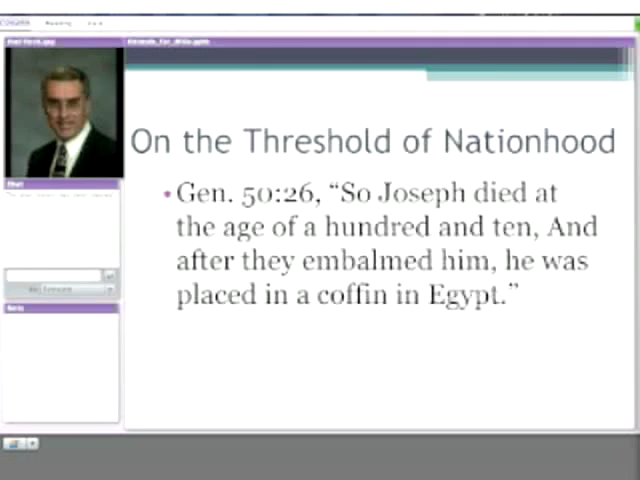 On the Threshold of Nationhood
• Gen. 50:26, “So Joseph died at
the age of a hundred and ten, And
after they embalmed him, he was
placed in a coffin in Egypt.”